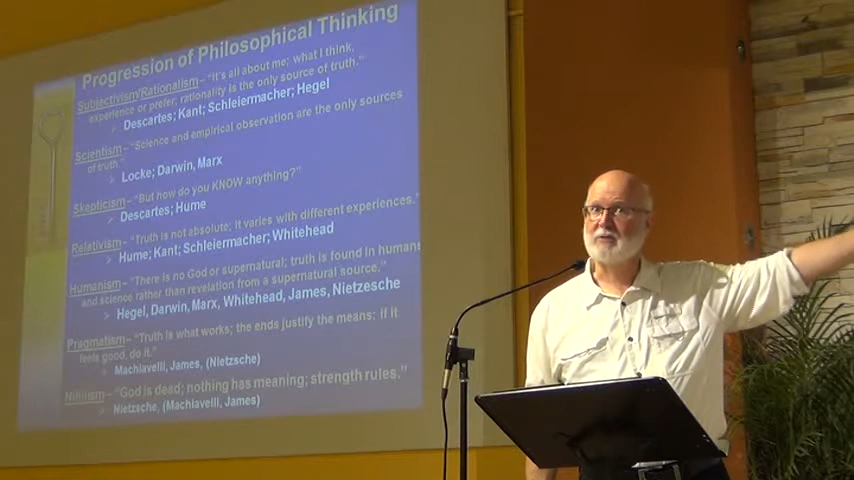 Progression of Philosophical Thinking
Subjectivism/Rationalism– “It’s all about me; what I think,
experience or prefer; rationality is the only source of truth.”
Descartes; Kant; Schleiermacher; Hegel
Scientism– “Science and empirical observation are the only sources
of truth.”
Locke; Darwin, Marx
Skepticism– “But how do you KNOW anything?”
Descartes; Hume
Relativism– “Truth is not absolute; it varies with different experiences.”
Hume; Kant; Schleiermacher; Whitehead
Humanism– “There is no God or supernatural; truth is found in humans
and science rather than revelation from a supernatural source.”
Hegel, Darwin, Marx, Whitehead, James, Nietzesche
Pragmatism– “Truth is what works; the ends justify the means; if it
feels good, do it.”
Machiavelli, James, (Nietzsche)
Nihilism– “God is dead; nothing has meaning; strength rules.”
Nietzsche, (Machiavelli, James)